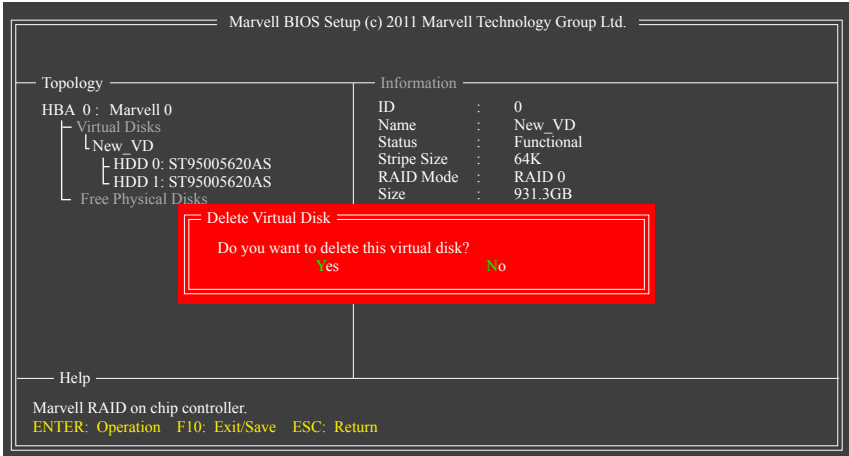 Marvell BIOS Setup (c) 2011 Marvell Technology Group Ltd.
Topology
HBA 0 : Marvell 0
Virtual Disks
New_VD
HDD 0: ST95005620AS
HDD 1: ST95005620AS
Free Physical Disks
Information
ID : 0
Name : New_VD
Status : Functional
Stripe Size : 64K
RAID Mode : RAID 0
Size : 931.3GB
Delete Virtual Disk
Do you want to delete this virtual disk?
Yes No
Help
Marvell RAID on chip controller.
ENTER: Operation F10: Exit/Save ESC: Return